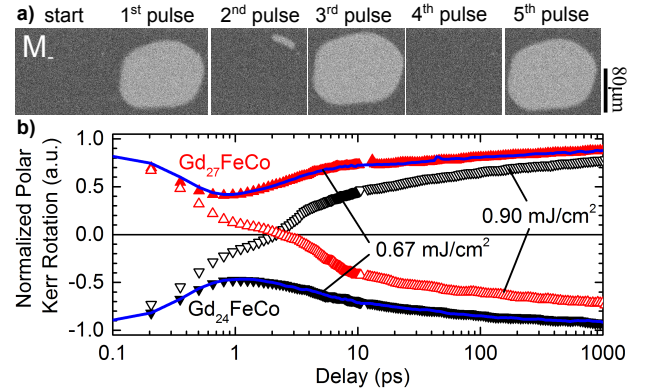 a) start 1st pulse 2nd pulse 3rd pulse 4th pulse 5th pulse
M-
80μm
b)
Normalized Polar
Kerr Rotation (a.u.)
1.0
0.5
0.0
-0.5
-1.0
Gd27FeCo
0.90 mJ/cm2
0.67 mJ/cm2
Gd24FeCo
0.1 1 10 100 1000
Delay (ps)